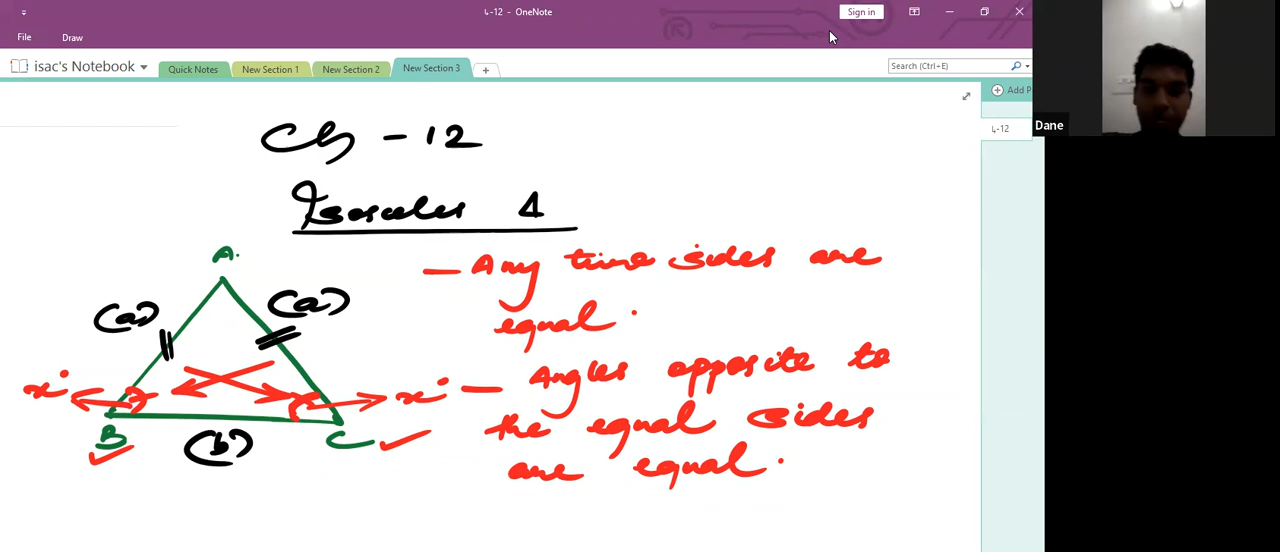 ㄣ-12 - OneNote
Sign in
File
Draw
isac's Notebook
Quick Notes
New Section 1
New Section 2
New Section 3
+
Search (Ctrl+E)
Add P
ㄣ-12
Dane
Ch - 12
Isosceles Δ
A.
(a)
(a)
x°
x°
B
C
(b)
- Any two sides are
equal.
- Angles opposite to
the equal sides
are equal.